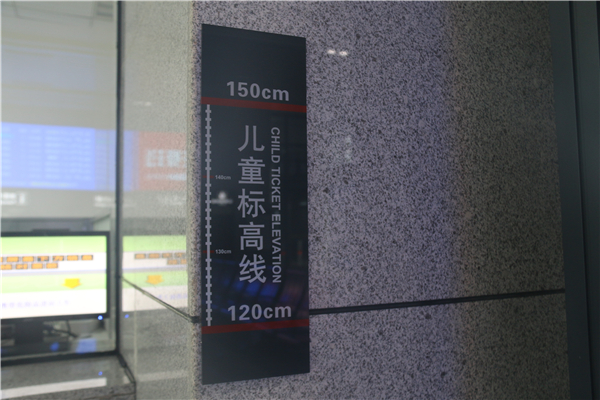 150cm
儿童标高线
CHILD TICKET ELEVATION
140cm
130cm
120cm